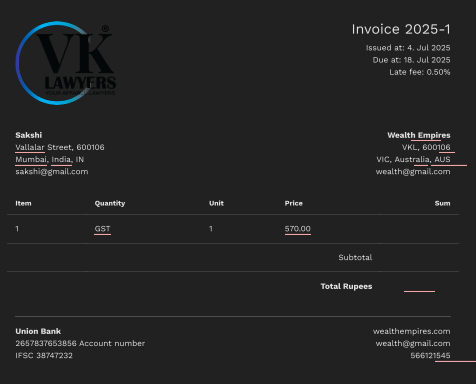 VK®
LAWYERS
Invoice 2025-1
Issued at: 4. Jul 2025
Due at: 18. Jul 2025
Late fee: 0.50%
Sakshi
Vallalar Street, 600106
Mumbai, India, IN
sakshi@gmail.com
Wealth Empires
VKL, 600106
VIC, Australia, AUS
wealth@gmail.com
Item Quantity Unit Price Sum
1 GST 1 570.00
Subtotal
Total Rupees
Union Bank
2657837653856 Account number
IFSC 38747232
wealthempires.com
wealth@gmail.com
566121545